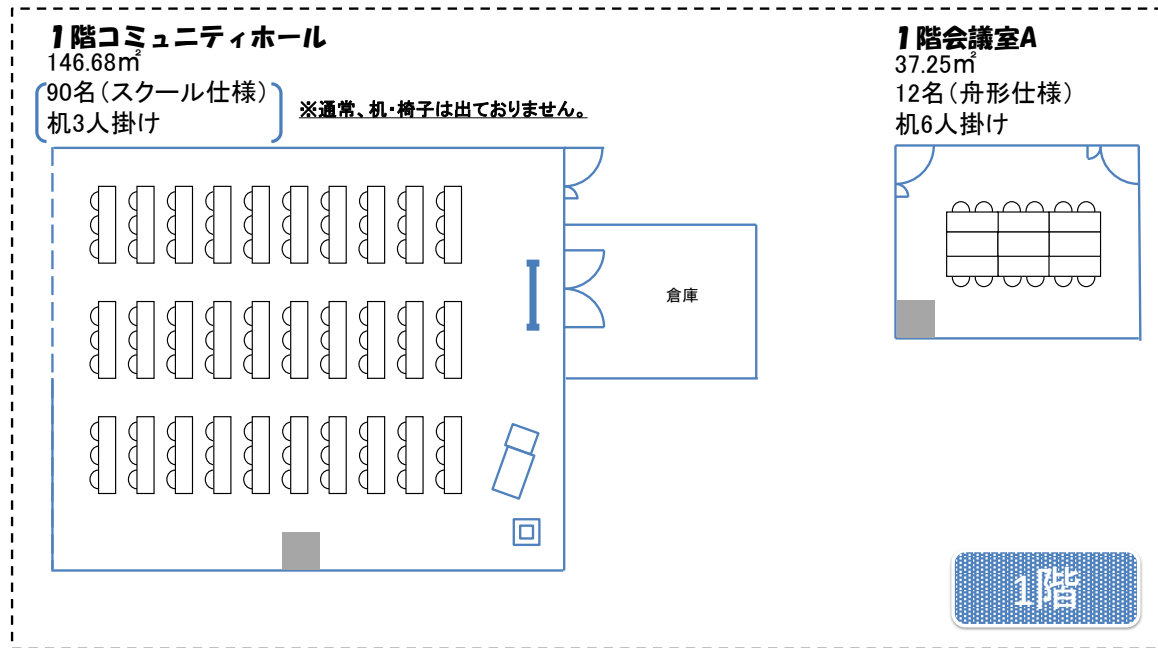 1階コミュニティホール
146.68㎡
90名(スクール仕様)
机3人掛け
※通常、机・椅子は出ておりません。
倉庫
1階会議室A
37.25㎡
12名(舟形仕様)
机6人掛け
1階